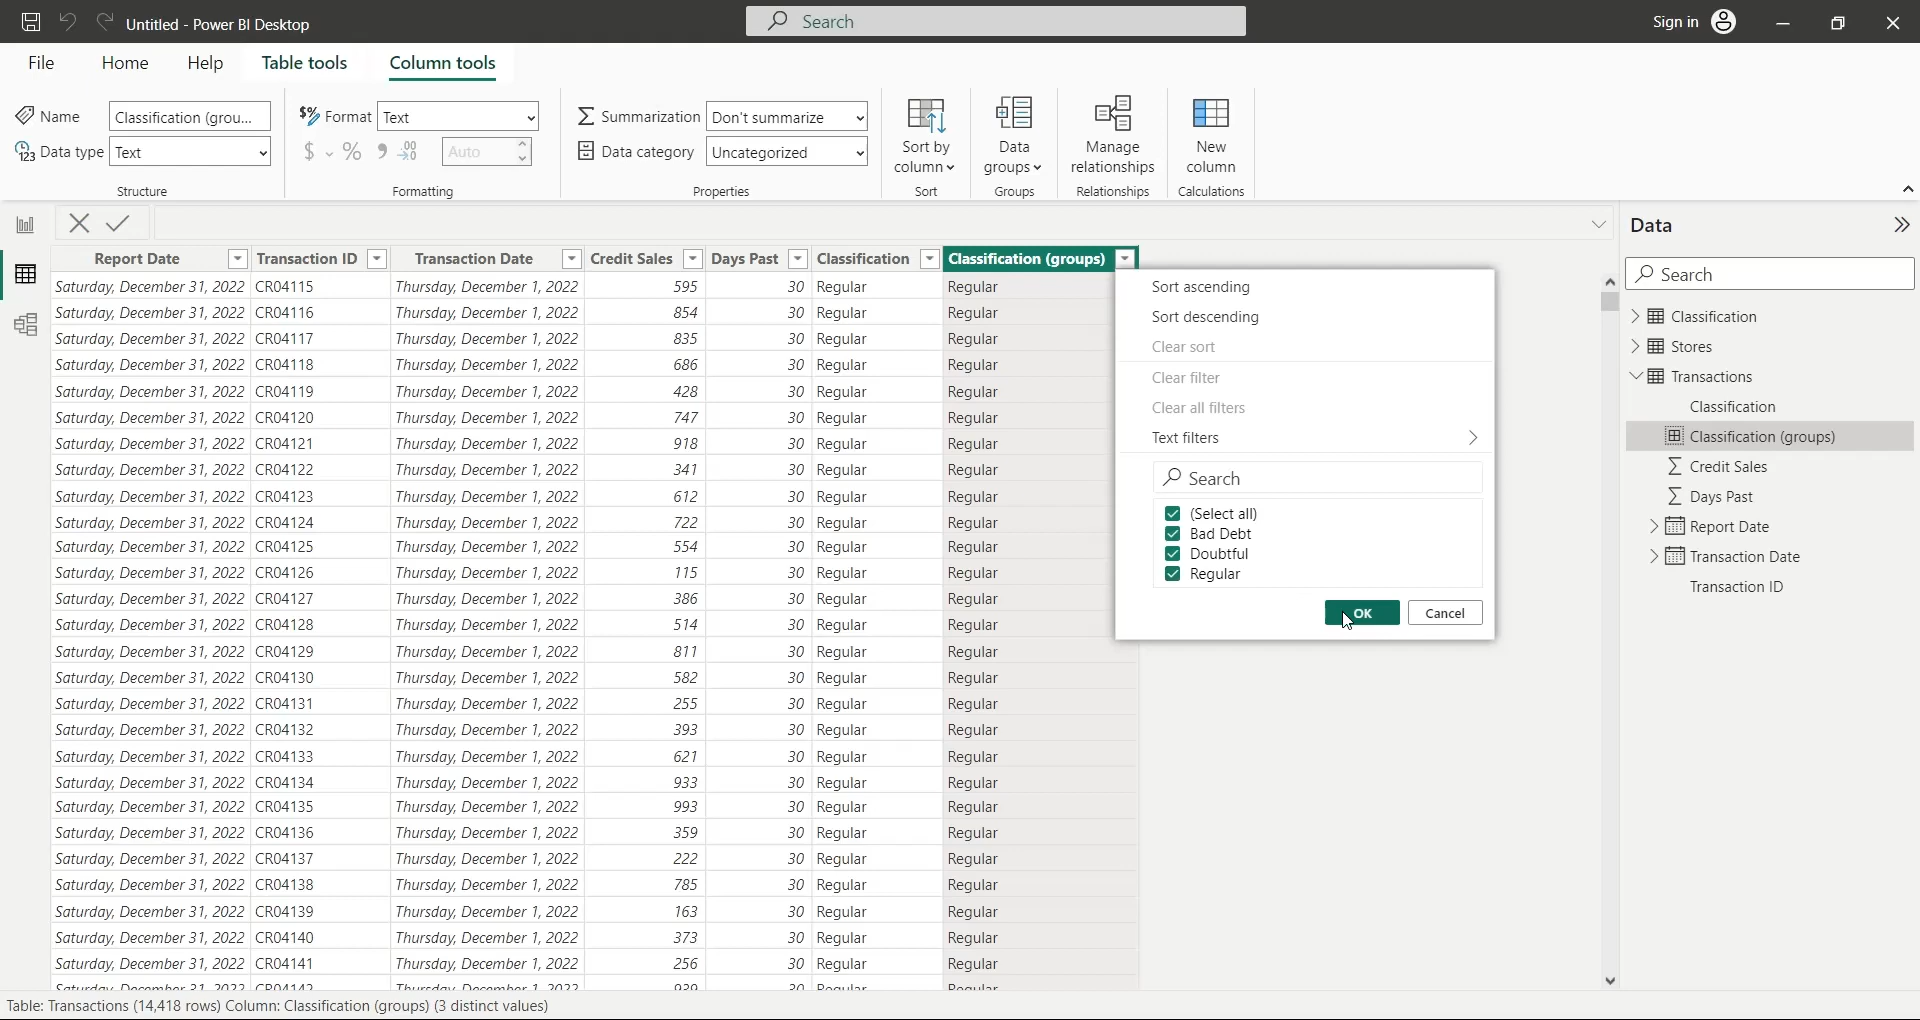 Untitled - Power BI Desktop
Search
Sign in
File Home Help Table tools Column tools
Name Classification (grou...
Data type Text
Structure
Format Text
$ % 9 .00 Auto
Formatting
Summarization Don't summarize
Data category Uncategorized
Properties
Sort by
column
Sort
Data
groups
Groups
Manage
relationships
Relationships
New
column
Calculations
Report Date Transaction ID Transaction Date Credit Sales Days Past Classification Classification (groups)
Saturday, December 31, 2022 CR04115 Thursday, December 1, 2022 595 30 Regular Regular
Saturday, December 31, 2022 CR04116 Thursday, December 1, 2022 854 30 Regular Regular
Saturday, December 31, 2022 CR04117 Thursday, December 1, 2022 835 30 Regular Regular
Saturday, December 31, 2022 CR04118 Thursday, December 1, 2022 686 30 Regular Regular
Saturday, December 31, 2022 CR04119 Thursday, December 1, 2022 428 30 Regular Regular
Saturday, December 31, 2022 CR04120 Thursday, December 1, 2022 747 30 Regular Regular
Saturday, December 31, 2022 CR04121 Thursday, December 1, 2022 918 30 Regular Regular
Saturday, December 31, 2022 CR04122 Thursday, December 1, 2022 341 30 Regular Regular
Saturday, December 31, 2022 CR04123 Thursday, December 1, 2022 612 30 Regular Regular
Saturday, December 31, 2022 CR04124 Thursday, December 1, 2022 722 30 Regular Regular
Saturday, December 31, 2022 CR04125 Thursday, December 1, 2022 554 30 Regular Regular
Saturday, December 31, 2022 CR04126 Thursday, December 1, 2022 115 30 Regular Regular
Saturday, December 31, 2022 CR04127 Thursday, December 1, 2022 386 30 Regular Regular
Saturday, December 31, 2022 CR04128 Thursday, December 1, 2022 514 30 Regular Regular
Saturday, December 31, 2022 CR04129 Thursday, December 1, 2022 811 30 Regular Regular
Saturday, December 31, 2022 CR04130 Thursday, December 1, 2022 582 30 Regular Regular
Saturday, December 31, 2022 CR04131 Thursday, December 1, 2022 255 30 Regular Regular
Saturday, December 31, 2022 CR04132 Thursday, December 1, 2022 393 30 Regular Regular
Saturday, December 31, 2022 CR04133 Thursday, December 1, 2022 621 30 Regular Regular
Saturday, December 31, 2022 CR04134 Thursday, December 1, 2022 933 30 Regular Regular
Saturday, December 31, 2022 CR04135 Thursday, December 1, 2022 993 30 Regular Regular
Saturday, December 31, 2022 CR04136 Thursday, December 1, 2022 359 30 Regular Regular
Saturday, December 31, 2022 CR04137 Thursday, December 1, 2022 222 30 Regular Regular
Saturday, December 31, 2022 CR04138 Thursday, December 1, 2022 785 30 Regular Regular
Saturday, December 31, 2022 CR04139 Thursday, December 1, 2022 163 30 Regular Regular
Saturday, December 31, 2022 CR04140 Thursday, December 1, 2022 373 30 Regular Regular
Saturday, December 31, 2022 CR04141 Thursday, December 1, 2022 256 30 Regular Regular
Sort ascending
Sort descending
Clear sort
Clear filter
Clear all filters
Text filters
Search
(Select all)
Bad Debt
Doubtful
Regular
OK Cancel
Data
Search
Classification
Stores
Transactions
Classification
Classification (groups)
Credit Sales
Days Past
Report Date
Transaction Date
Transaction ID
Table: Transactions (14,418 rows) Column: Classification (groups) (3 distinct values)